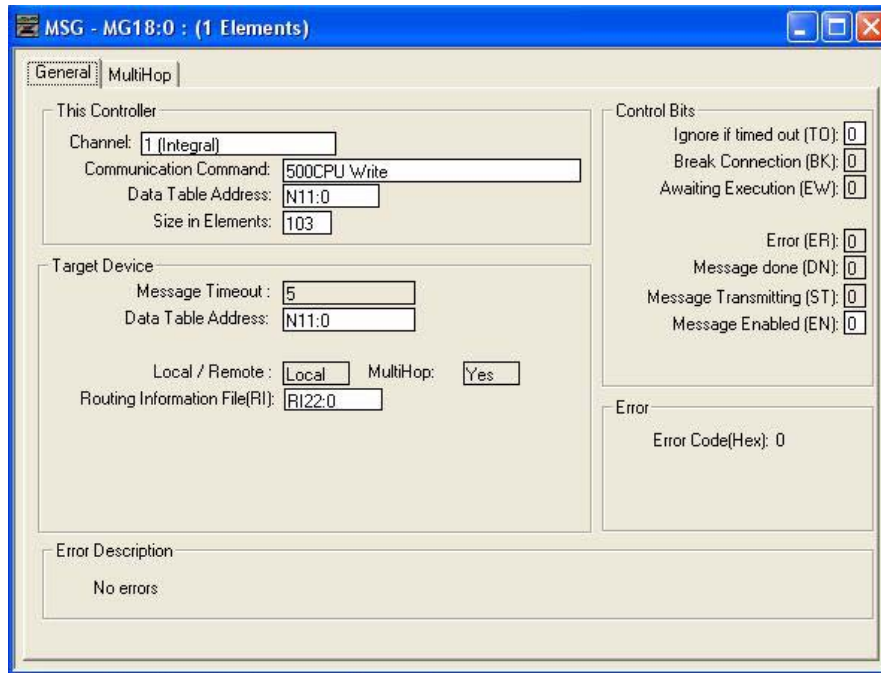 MSG - MG18:0 : (1 Elements)
General MultiHop
This Controller
Channel: 1 (Integral)
Communication Command: 500CPU Write
Data Table Address: N11:0
Size in Elements: 103
Target Device
Message Timeout : 5
Data Table Address: N11:0
Local / Remote : Local MultiHop: Yes
Routing Information File(RI): RI22:0
Control Bits
Ignore if timed out (TO): 0
Break Connection (BK): 0
Awaiting Execution (EW): 0
Error (ER): 0
Message done (DN): 0
Message Transmitting (ST): 0
Message Enabled (EN): 0
Error
Error Code(Hex): 0
Error Description
No errors